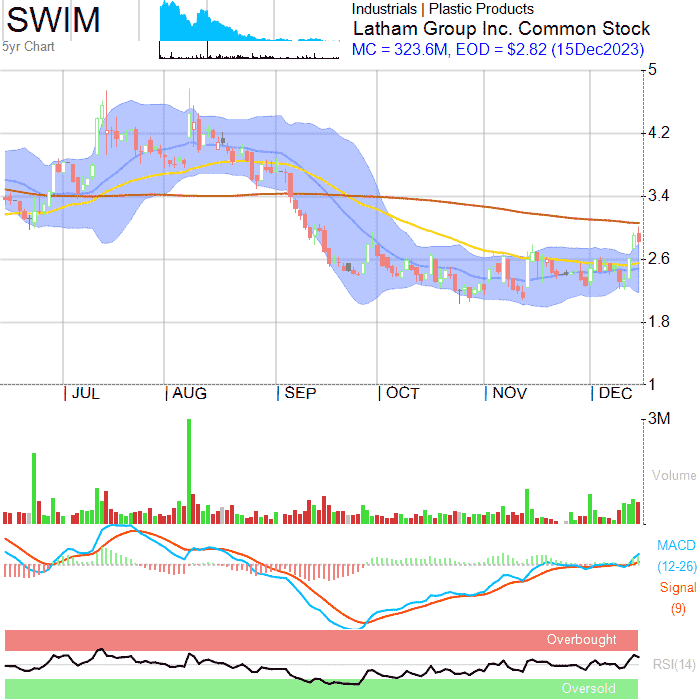 SWIM
5yr Chart
Industrials | Plastic Products
Latham Group Inc. Common Stock
MC = 323.6M, EOD = $2.82 (15Dec2023)
5
4.2
3.4
2.6
1.8
1
JUL AUG SEP OCT NOV DEC
3M
Volume
MACD
(12-26)
Signal
(9)
Overbought
RSI(14)
Oversold